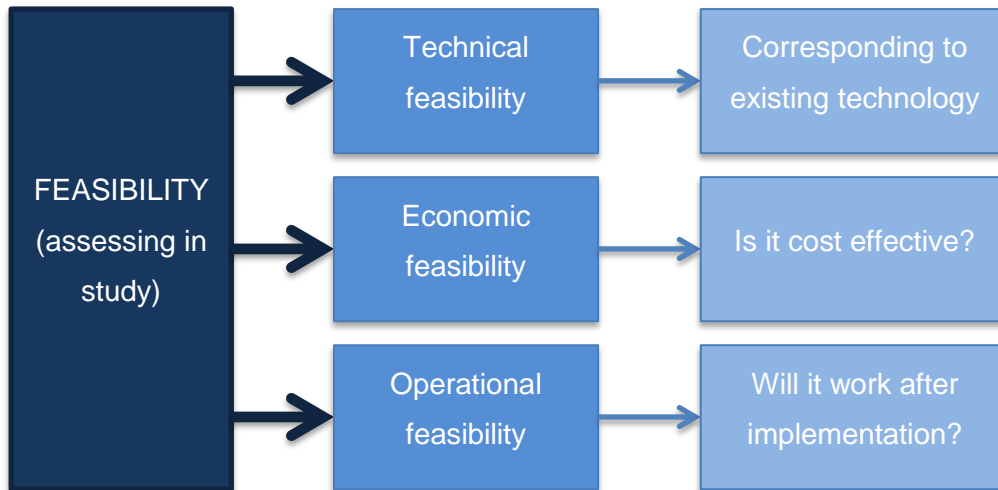 FEASIBILITY
(assessing in
study)
Technical
feasibility
Corresponding to
existing technology
Economic
feasibility
Is it cost effective?
Operational
feasibility
Will it work after
implementation?